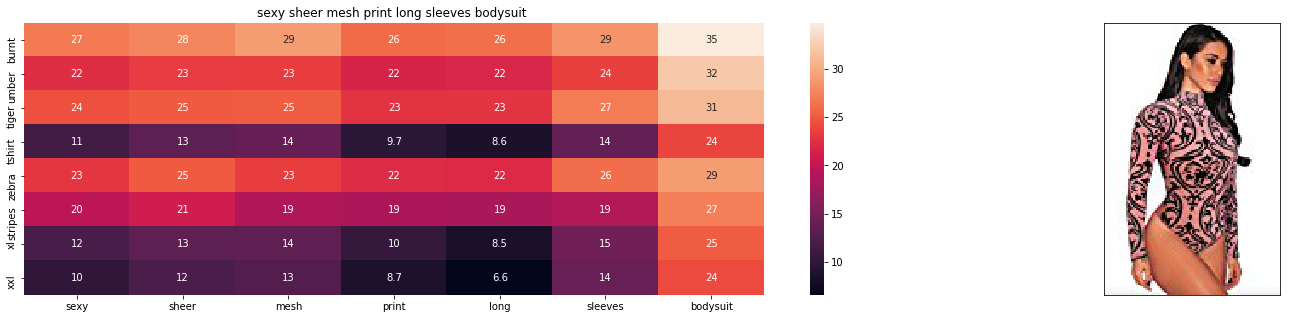 sexy sheer mesh print long sleeves bodysuit
burnt 27 28 29 26 26 29 35
umber 22 23 23 22 22 24 32
tiger 24 25 25 23 23 27 31
tshirt 11 13 14 9.7 8.6 14 24
zebra 23 25 23 22 22 26 29
stripes 20 21 19 19 19 19 27
xl 12 13 14 10 8.5 15 25
xxl 10 12 13 8.7 6.6 14 24
sexy sheer mesh print long sleeves bodysuit
30
25
20
15
10